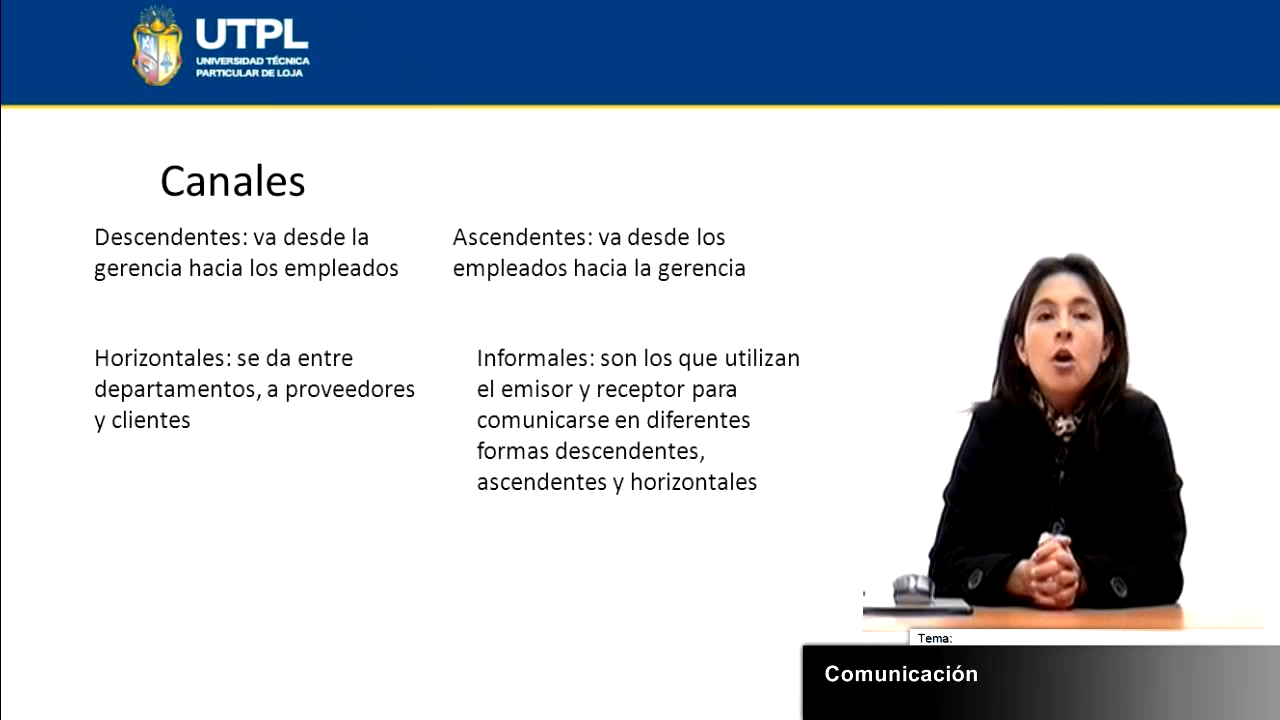 UTPL
UNIVERSIDAD TÉCNICA
PARTICULAR DE LOJA
Canales
Descendentes: va desde la
gerencia hacia los empleados
Ascendentes: va desde los
empleados hacia la gerencia
Horizontales: se da entre
departamentos, a proveedores
y clientes
Informales: son los que utilizan
el emisor y receptor para
comunicarse en diferentes
formas descendentes,
ascendentes y horizontales
Tema:
Comunicación